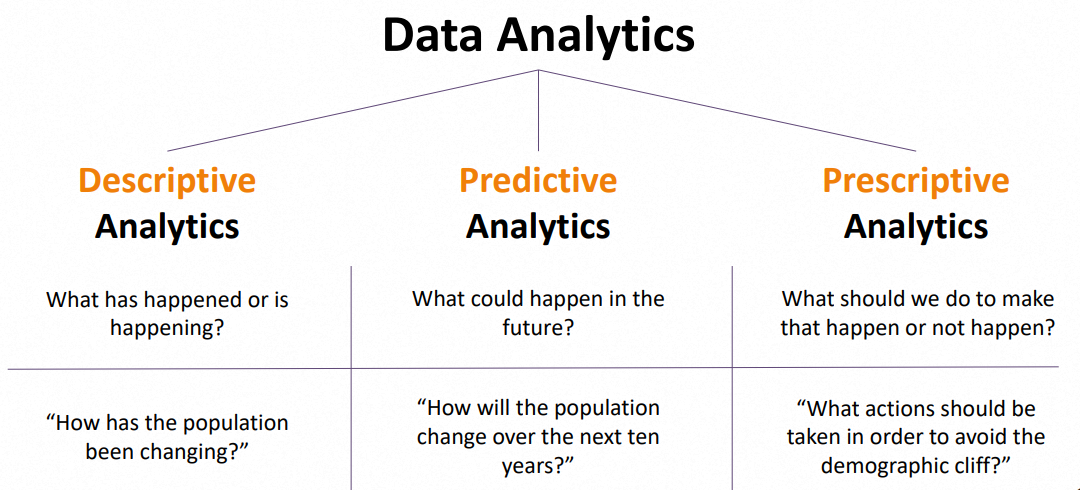 Data Analytics
Descriptive
Analytics
Predictive
Analytics
Prescriptive
Analytics
What has happened or is
happening?
What could happen in the
future?
What should we do to make
that happen or not happen?
“How has the population
been changing?”
“How will the population
change over the next ten
years?”
“What actions should be
taken in order to avoid the
demographic cliff?”